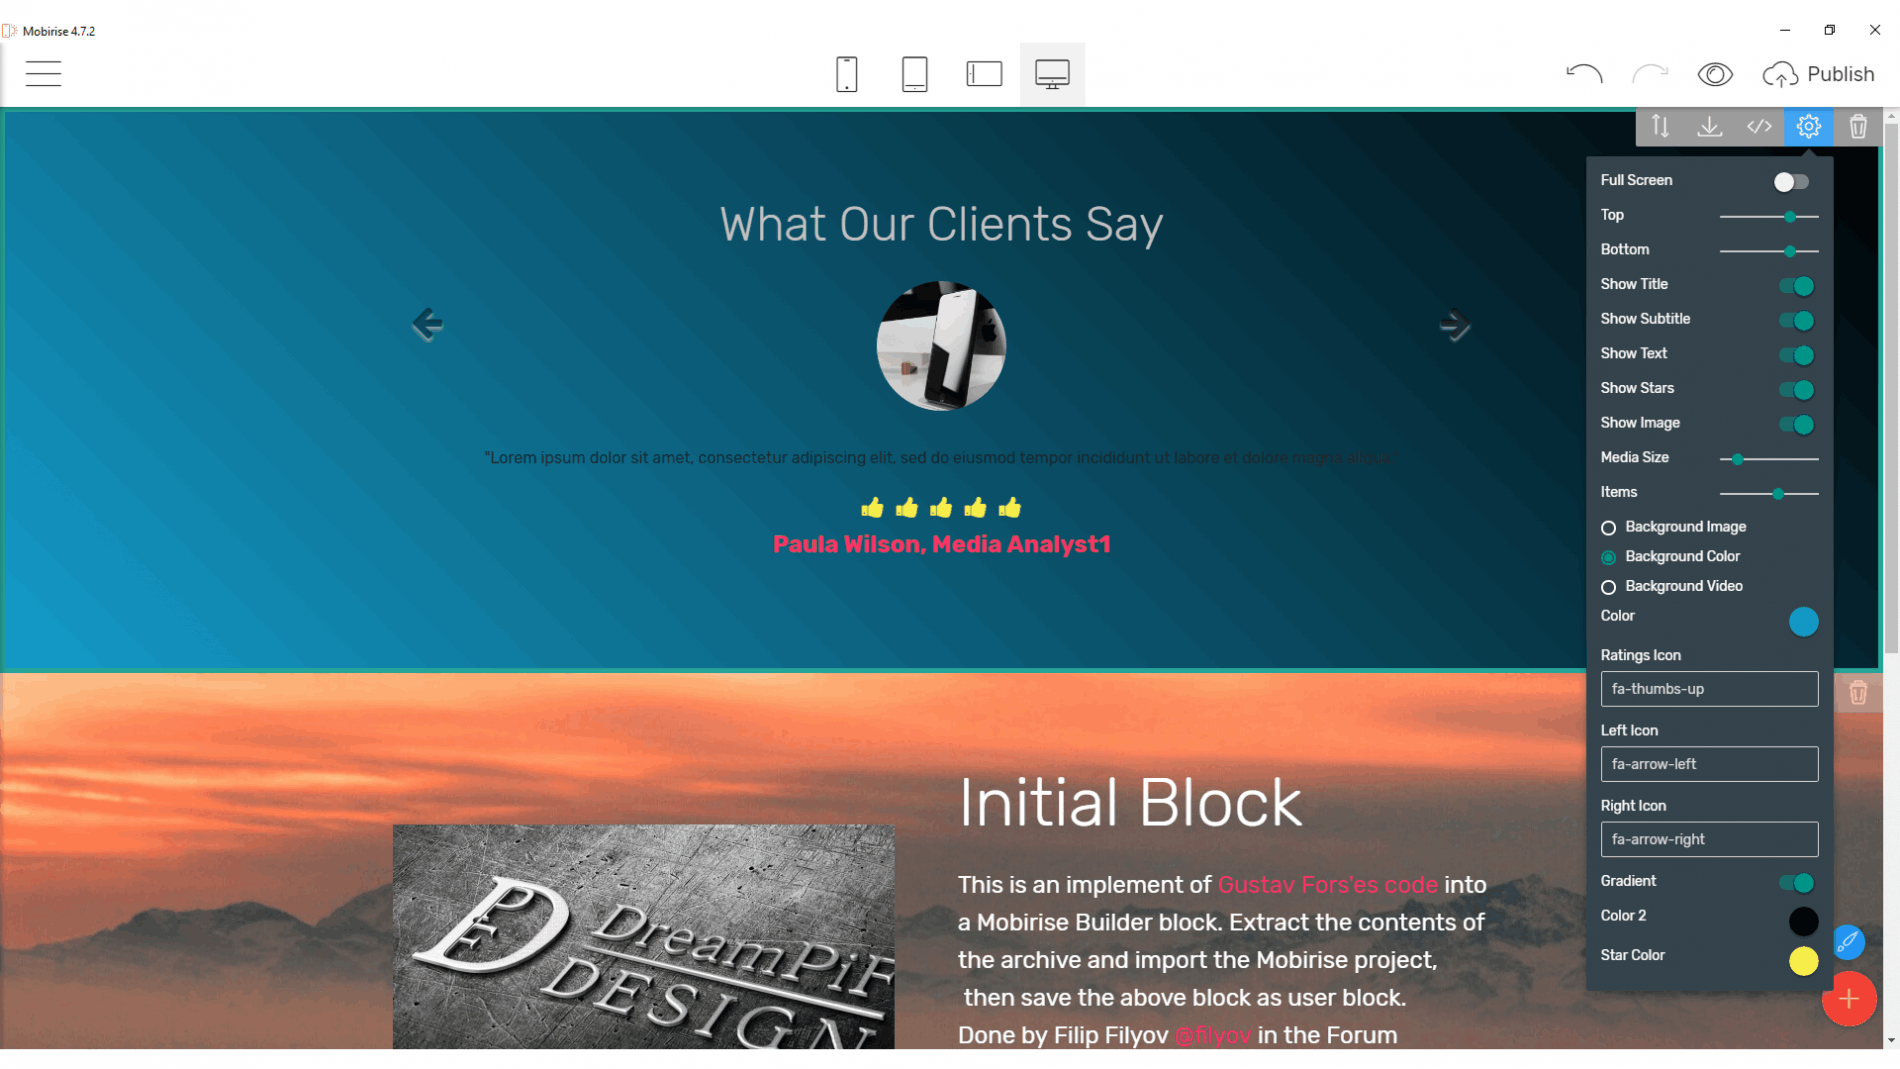 Mobirise 4.7.2
Publish
What Our Clients Say
"Lorem ipsum dolor sit amet, consectetur adipiscing elit, sed do eiusmod tempor incididunt ut labore et dolore magna aliqua.
Paula Wilson, Media Analyst1
Full Screen
Top
Bottom
Show Title
Show Subtitle
Show Text
Show Stars
Show Image
Media Size
Items
Background Image
Background Color
Background Video
Color
Ratings Icon
fa-thumbs-up
Left Icon
fa-arrow-left
Right Icon
fa-arrow-right
Gradient
Color 2
Star Color
Initial Block
This is an implement of Gustav Fors'es code into
a Mobirise Builder block. Extract the contents of
the archive and import the Mobirise project,
then save the above block as user block.
Done by Filip Filyov @filyov in the Forum
DreamPiF
DESIGN